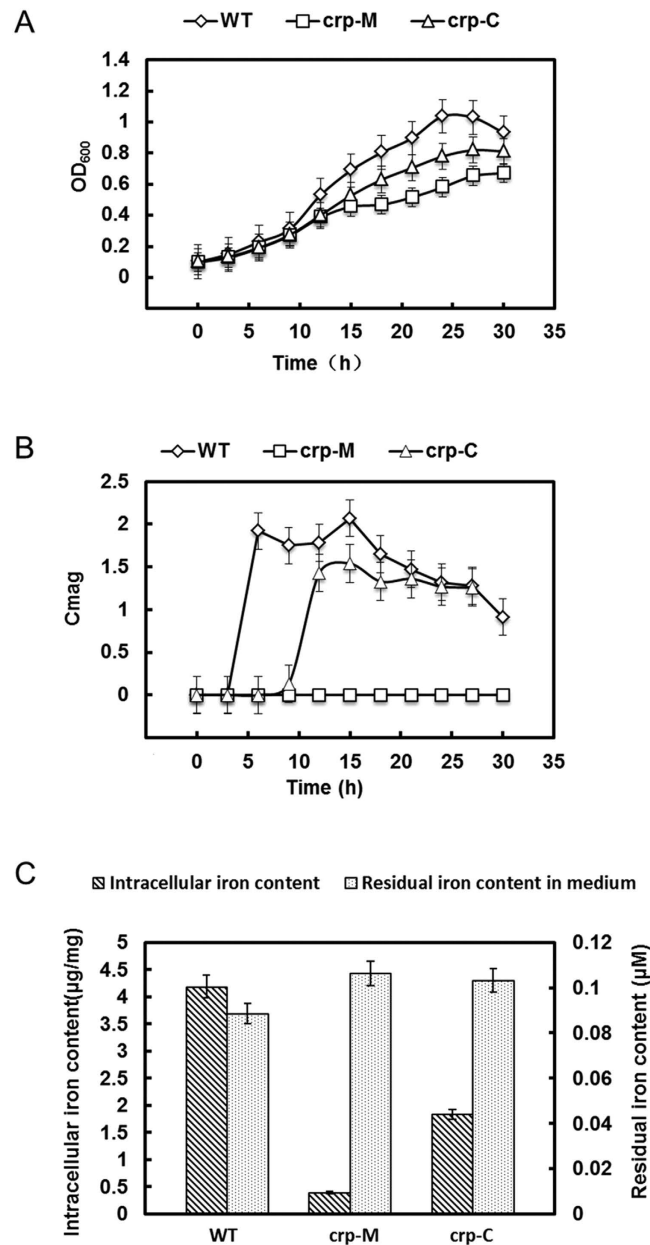 A
WT crp-M crp-C
1.4
1.2
1
0.8
0.6
0.4
0.2
0
OD600
0 5 10 15 20 25 30 35
Time（h）
B
WT crp-M crp-C
2.5
2
1.5
1
0.5
0
Cmag
0 5 10 15 20 25 30 35
Time (h)
C
Intracellular iron content Residual iron content in medium
Intracellular iron content(µg/mg)
5
4.5
4
3.5
3
2.5
2
1.5
1
0.5
0
0.12
0.1
0.08
0.06
0.04
0.02
0
Residual iron content (µM)
WT crp-M crp-C